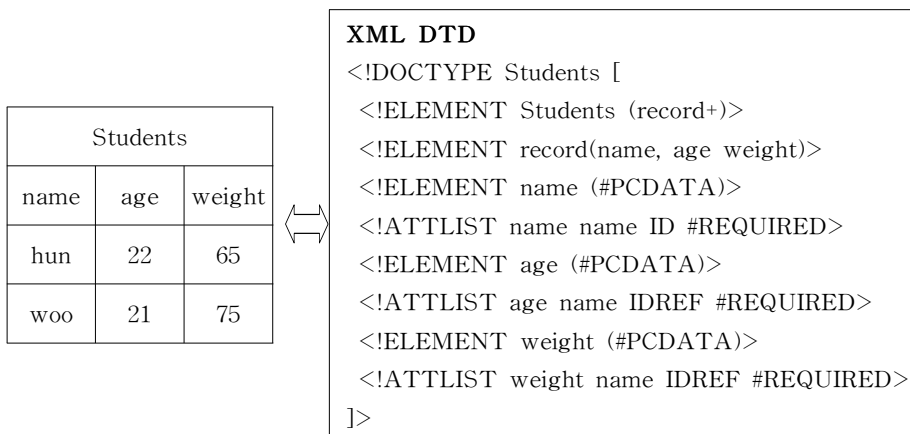 Students
name age weight
hun 22 65
woo 21 75
XML DTD
<!DOCTYPE Students [
<!ELEMENT Students (record+)>
<!ELEMENT record(name, age weight)>
<!ELEMENT name (#PCDATA)>
<!ATTLIST name name ID #REQUIRED>
<!ELEMENT age (#PCDATA)>
<!ATTLIST age name IDREF #REQUIRED>
<!ELEMENT weight (#PCDATA)>
<!ATTLIST weight name IDREF #REQUIRED>
]>